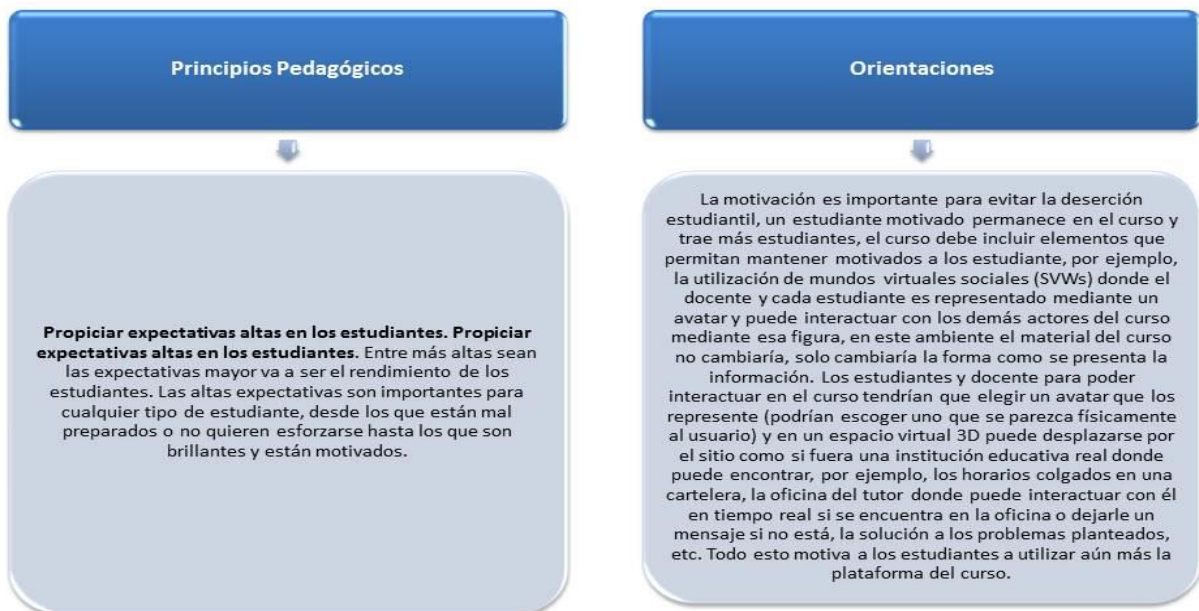 Principios Pedagógicos
Propiciar expectativas altas en los estudiantes. Propiciar
expectativas altas en los estudiantes. Entre más altas sean
las expectativas mayor va a ser el rendimiento de los
estudiantes. Las altas expectativas son importantes para
cualquier tipo de estudiante, desde los que están mal
preparados o no quieren esforzarse hasta los que son
brillantes y están motivados.
Orientaciones
La motivación es importante para evitar la deserción
estudiantil, un estudiante motivado permanece en el curso y
trae más estudiantes, el curso debe incluir elementos que
permitan mantener motivados a los estudiante, por ejemplo,
la utilización de mundos virtuales sociales (SVWs) donde el
docente y cada estudiante es representado mediante un
avatar y puede interactuar con los demás actores del curso
mediante esa figura, en este ambiente el material del curso
no cambiaría, solo cambiaría la forma como se presenta la
información. Los estudiantes y docente para poder
interactuar en el curso tendrían que elegir un avatar que los
represente (podrían escoger uno que se parezca físicamente
al usuario) y en un espacio virtual 3D puede desplazarse por
el sitio como si fuera una institución educativa real donde
puede encontrar, por ejemplo, los horarios colgados en una
cartelera, la oficina del tutor donde puede interactuar con él
en tiempo real si se encuentra en la oficina o dejarle un
mensaje si no está, la solución a los problemas planteados,
etc. Todo esto motiva a los estudiantes a utilizar aún más la
plataforma del curso.